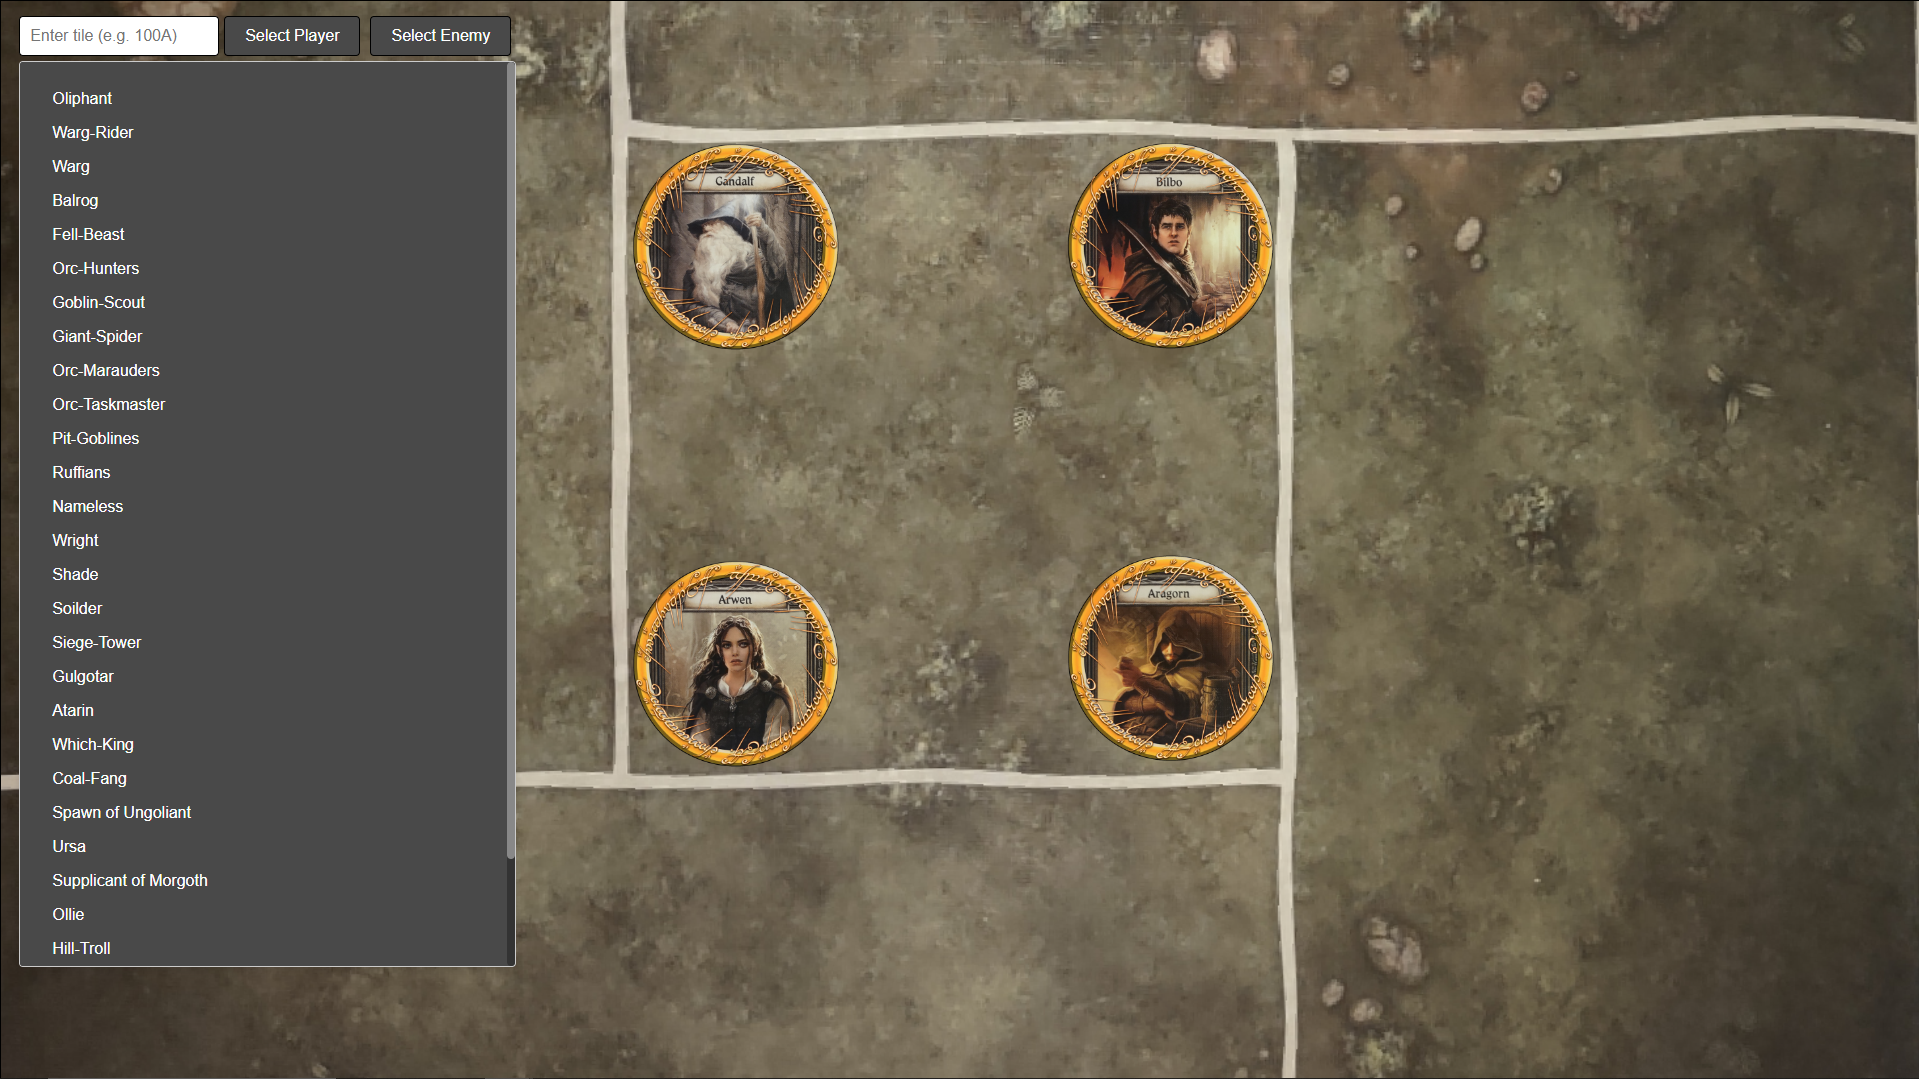 Enter tile (e.g. 100A)
Select Player
Select Enemy
Oliphant
Warg-Rider
Warg
Balrog
Fell-Beast
Orc-Hunters
Goblin-Scout
Giant-Spider
Orc-Marauders
Orc-Taskmaster
Pit-Goblines
Ruffians
Nameless
Wright
Shade
Soilder
Siege-Tower
Gulgotar
Atarin
Which-King
Coal-Fang
Spawn of Ungoliant
Ursa
Supplicant of Morgoth
Ollie
Hill-Troll
Gandalf
Bilbo
Arwen
Aragorn